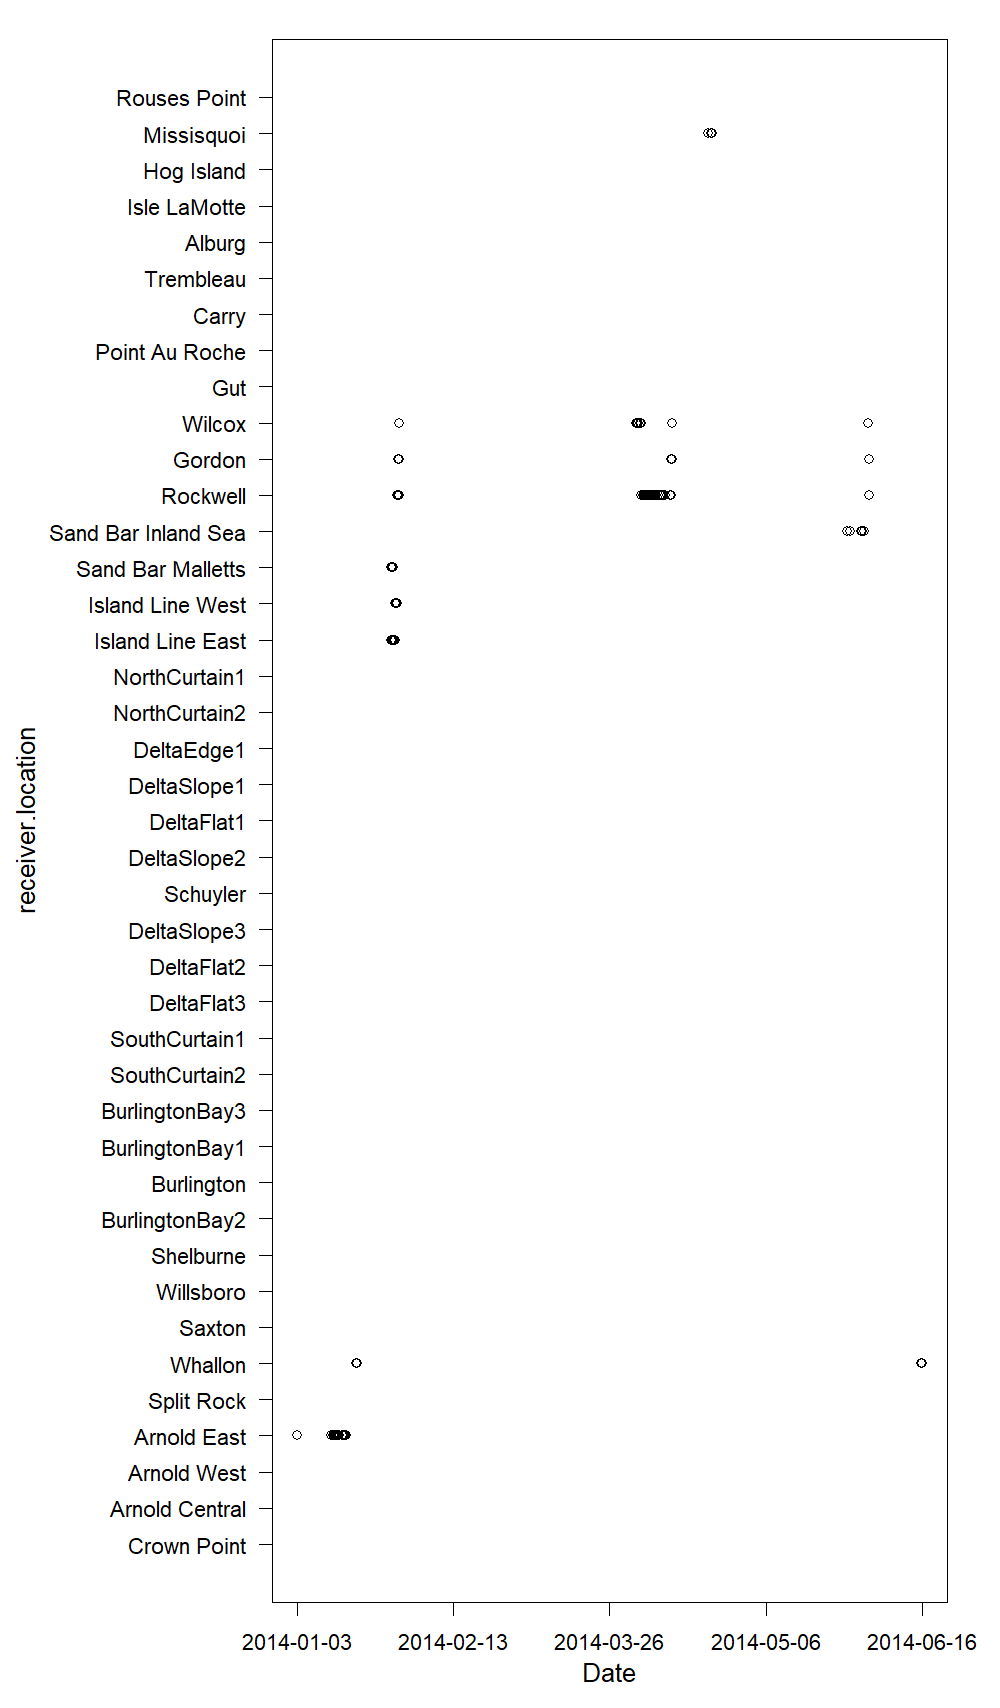 Rouses Point
Missisquoi
Hog Island
Isle LaMotte
Alburg
Trembleau
Carry
Point Au Roche
Gut
Wilcox
Gordon
Rockwell
Sand Bar Inland Sea
Sand Bar Malletts
Island Line West
Island Line East
NorthCurtain1
NorthCurtain2
DeltaEdge1
DeltaSlope1
DeltaFlat1
DeltaSlope2
Schuyler
DeltaSlope3
DeltaFlat2
DeltaFlat3
SouthCurtain1
SouthCurtain2
BurlingtonBay3
BurlingtonBay1
Burlington
BurlingtonBay2
Shelburne
Willsboro
Saxton
Whallon
Split Rock
Arnold East
Arnold West
Arnold Central
Crown Point
receiver.location
2014-01-03 2014-02-13 2014-03-26 2014-05-06 2014-06-16
Date